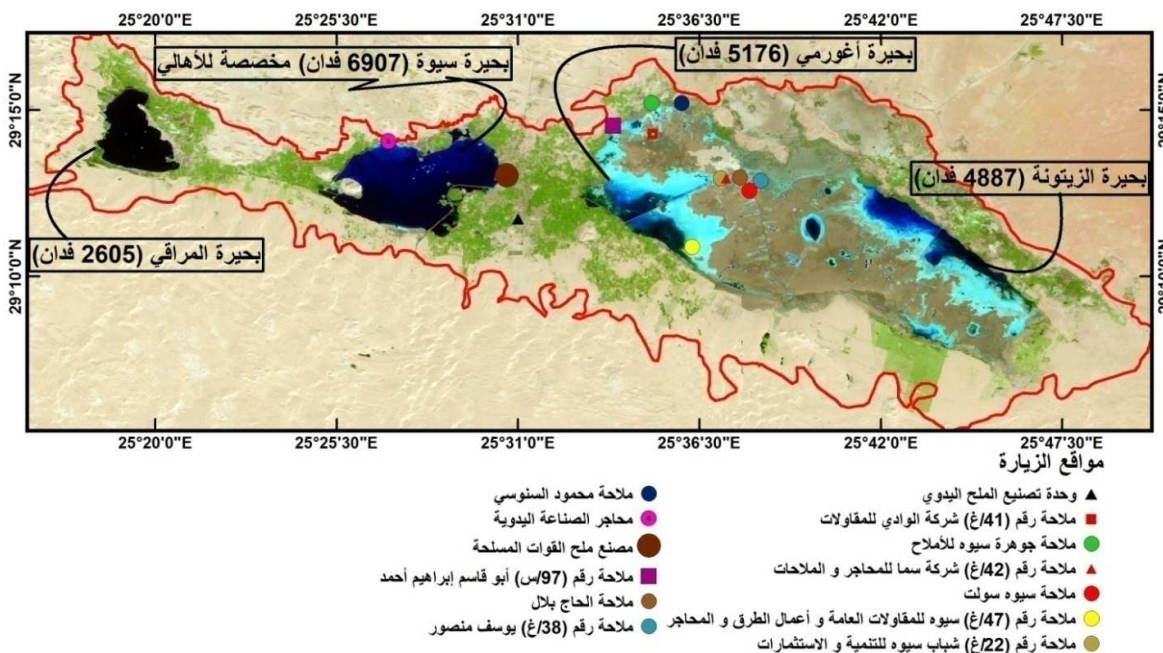 25°20'0"E 25°25'30"E 25°31'0"E 25°36'30"E 25°42'0"E 25°47'30"E
بحيرة سيوة (6907 فدان) مخصصة للأهالي
بحيرة أغورمي (5176 فدان)
29°15'0"N
29°15'0"N
بحيرة الزيتونة (4887 فدان)
بحيرة المراقي (2605 فدان)
29°10'0"N
29°10'0"N
25°20'0"E 25°25'30"E 25°31'0"E 25°36'30"E 25°42'0"E 25°47'30"E
مواقع الزيارة
وحدة تصنيع الملح اليدوي
ملاحة رقم (41/غ) شركة الوادي للمقاولات
ملاحة جوهرة سيوه للأملاح
ملاحة رقم (42/غ) شركة سما للمحاجر و الملاحات
ملاحة سيوه سولت
ملاحة رقم (47/غ) سيوه للمقاولات العامة و أعمال الطرق و المحاجر
ملاحة رقم (22/غ) شباب سيوه للتنمية و الاستثمارات
ملاحة محمود السنوسي
محاجر الصناعة اليدوية
مصنع ملح القوات المسلحة
ملاحة رقم (97/س) أبو قاسم إبراهيم أحمد
ملاحة الحاج بلال
ملاحة رقم (38/غ) يوسف منصور